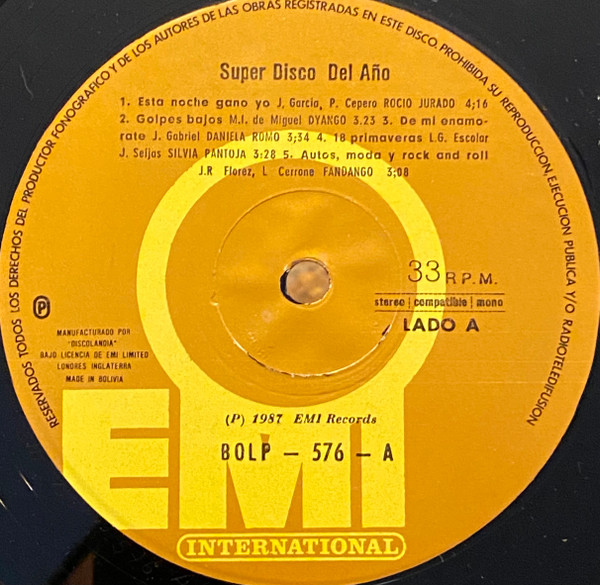 RESERVADOS TODOS LOS DERECHOS DEL PRODUCTOR FONOGRAFICO Y DE LOS AUTORES DE LAS OBRAS REGISTRADAS EN ESTE DISCO. PROHIBIDA SU REPRODUCCION, EJECUCION PUBLICA Y/O RADIOTELEDIFUSION
Super Disco Del Año
1. Esta noche gano yo J, Garcia, P. Cepero ROCIO JURADO 4;16
2. Golpes bajos M.I. de Miguel DYANGO 3.23 3. De mi enamo-
rate J. Gabriel DANIELA ROMO 3;34 4. 18 primaveras L.G. Escolar
J. Seijas SILVIA PANTOJA 3:28 5. Autos, moda y rock and roll
J.R Florez, L Cerrone FANDANGO 3;08
33 R.P.M.
stereo | compatible | mono
LADO A
P
MANUFACTURADO POR
"DISCOLANDIA"
BAJO LICENCIA DE EMI LIMITED
LONDRES INGLATERRA
MADE IN BOLIVIA
(P) 1987 EMI Records
BOLP — 576 — A
EMI
INTERNATIONAL